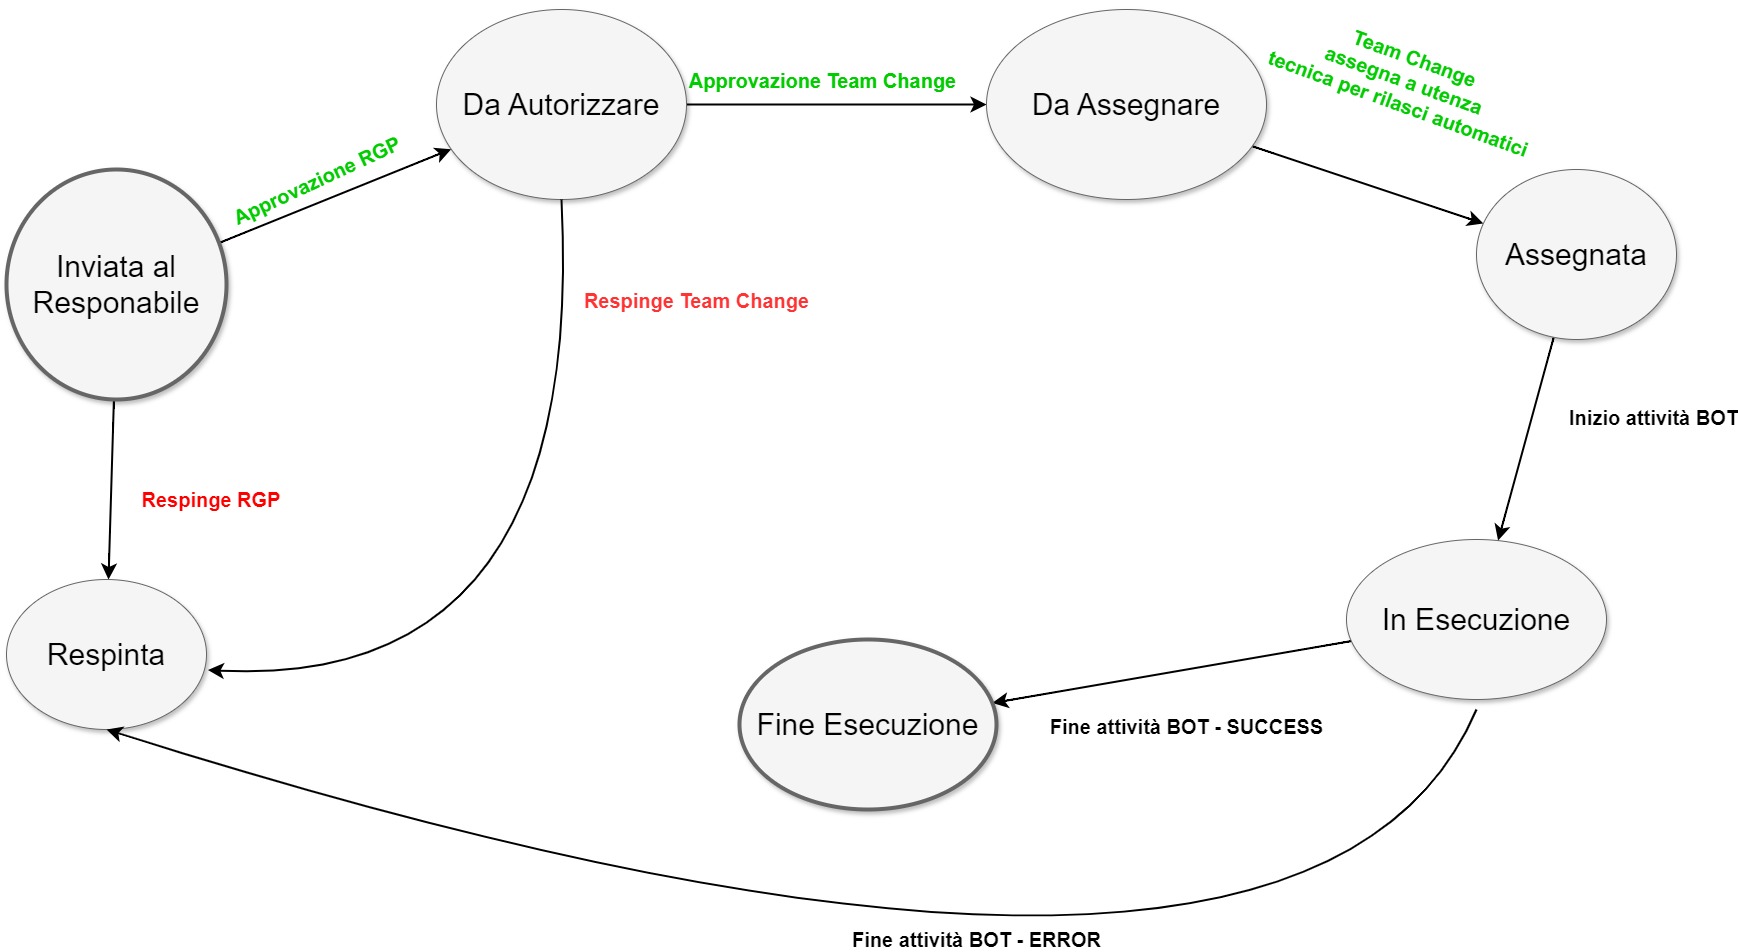 Da Autorizzare
Approvazione Team Change
Da Assegnare
Team Change
assegna a utenza
tecnica per rilasci automatici
Approvazione RGP
Inviata al
Responabile
Assegnata
Respinge Team Change
Inizio attività BOT
Respinge RGP
In Esecuzione
Respinta
Fine Esecuzione
Fine attività BOT - SUCCESS
Fine attività BOT - ERROR